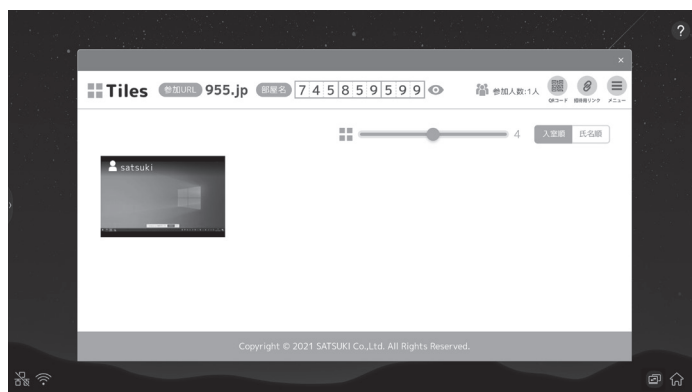 ?
×
Tiles 参加URL 955.jp 部屋名 745859599 参加人数:1人
QRコード 招待用リンク メニュー
4 入室順 氏名順
satsuki
Copyright © 2021 SATSUKI Co.,Ltd. All Rights Reserved.